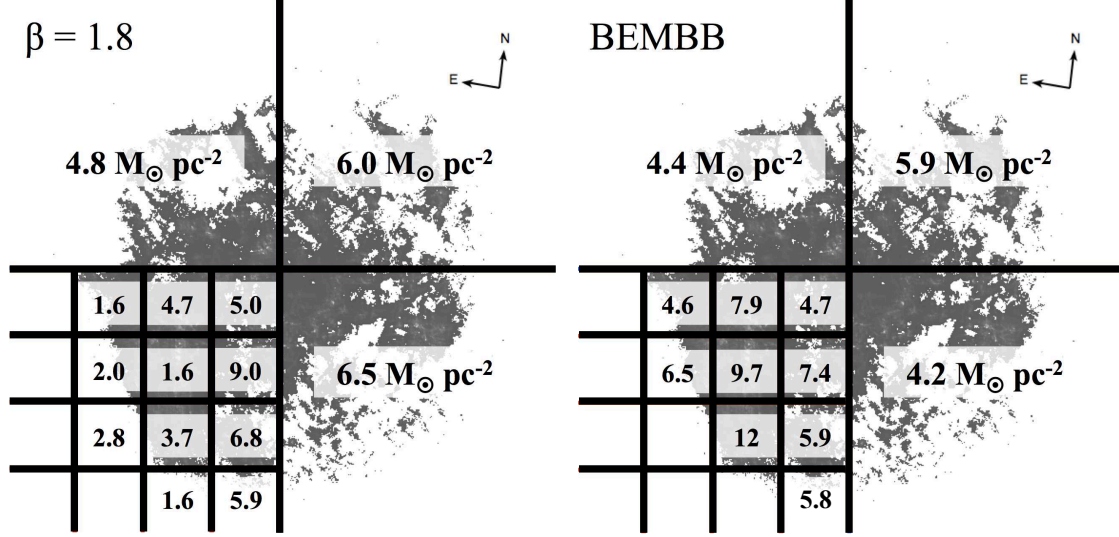 β = 1.8
N
E
4.8 M⊙ pc-2
6.0 M⊙ pc-2
1.6 4.7 5.0
2.0 1.6 9.0
6.5 M⊙ pc-2
2.8 3.7 6.8
1.6 5.9
BEMBB
N
E
4.4 M⊙ pc-2
5.9 M⊙ pc-2
4.6 7.9 4.7
6.5 9.7 7.4
4.2 M⊙ pc-2
12 5.9
5.8